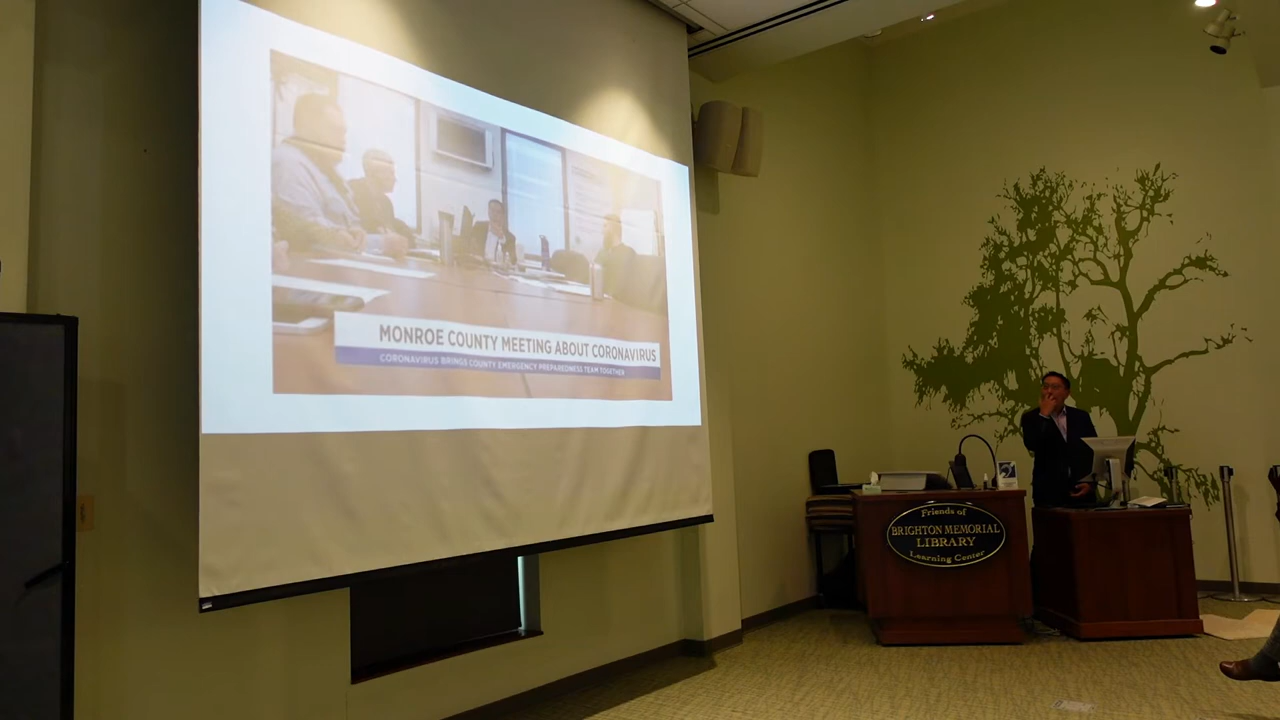 MONROE COUNTY MEETING ABOUT CORONAVIRUS
CORONAVIRUS BRINGS COUNTY EMERGENCY PREPAREDNESS TEAM TOGETHER
Friends of
BRIGHTON MEMORIAL
LIBRARY
Learning Center